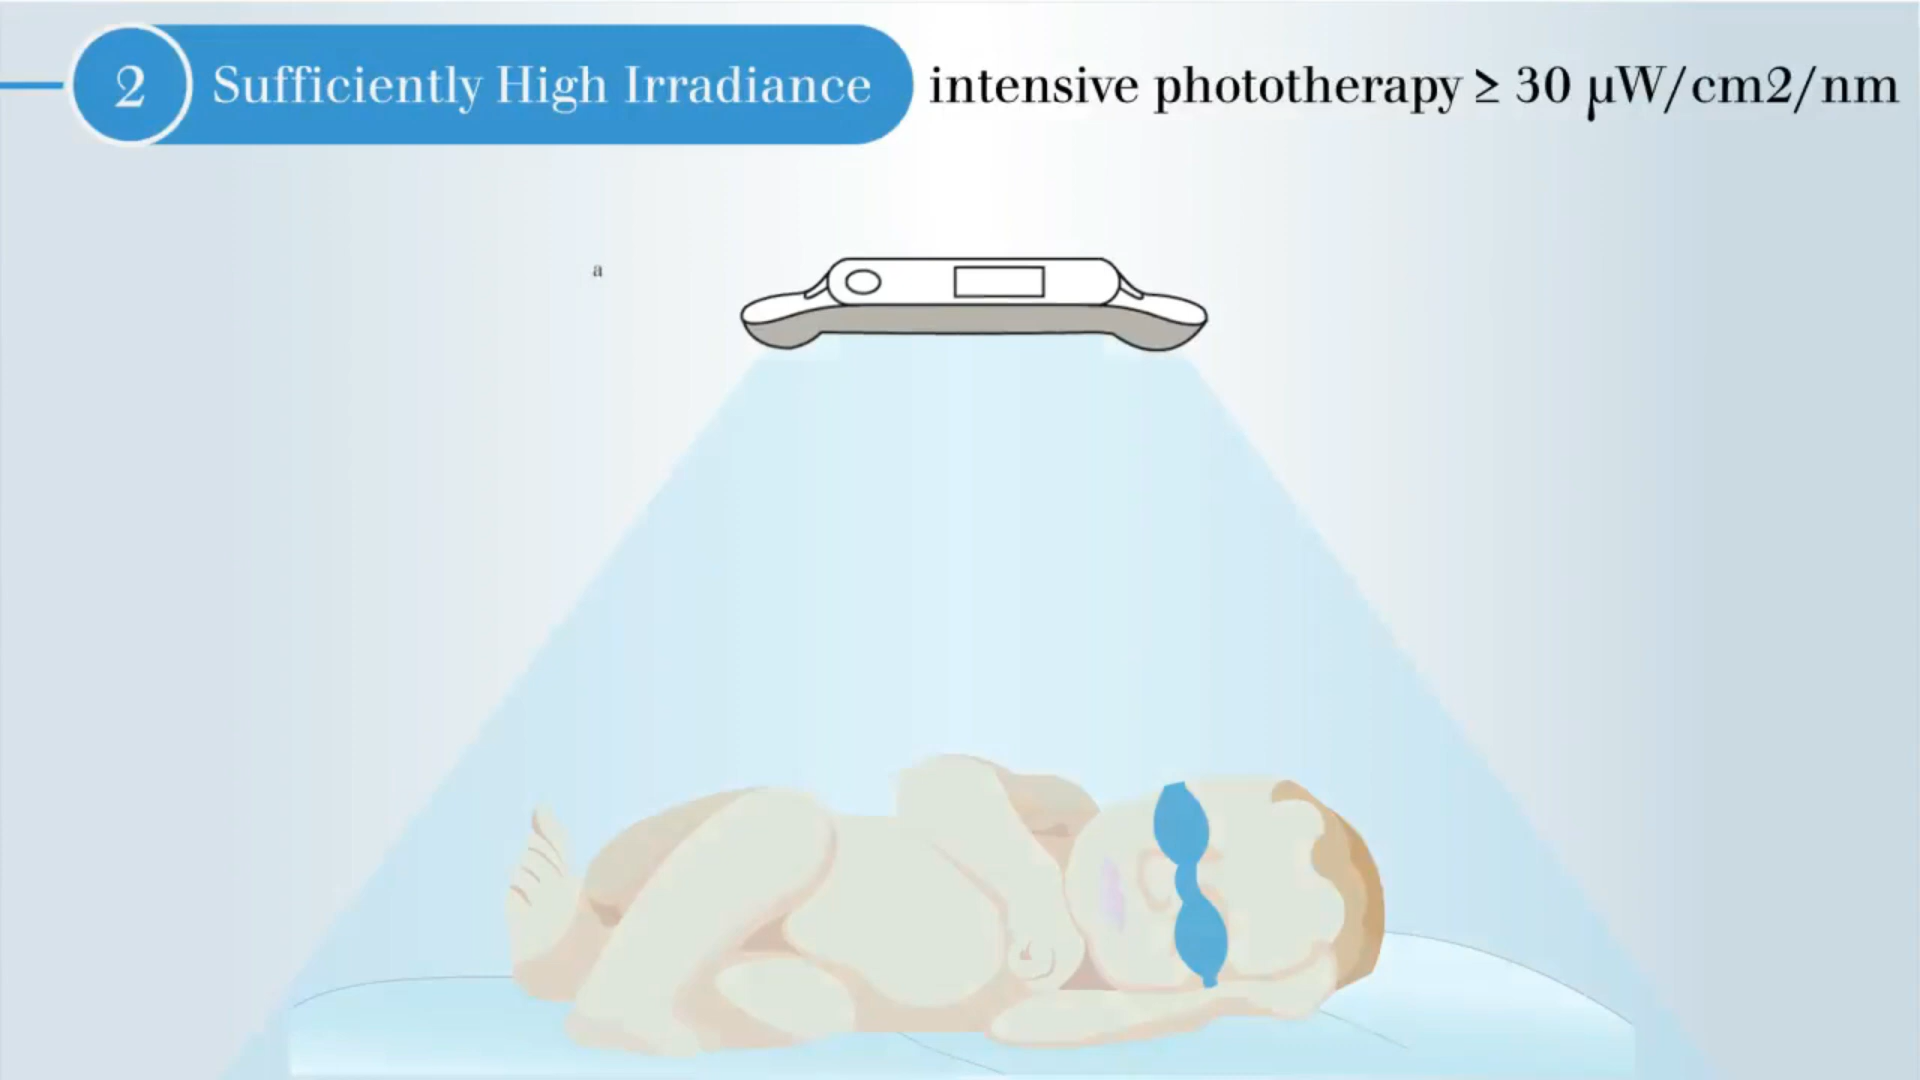 2 Sufficiently High Irradiance intensive phototherapy ≥ 30 μW/cm2/nm
a